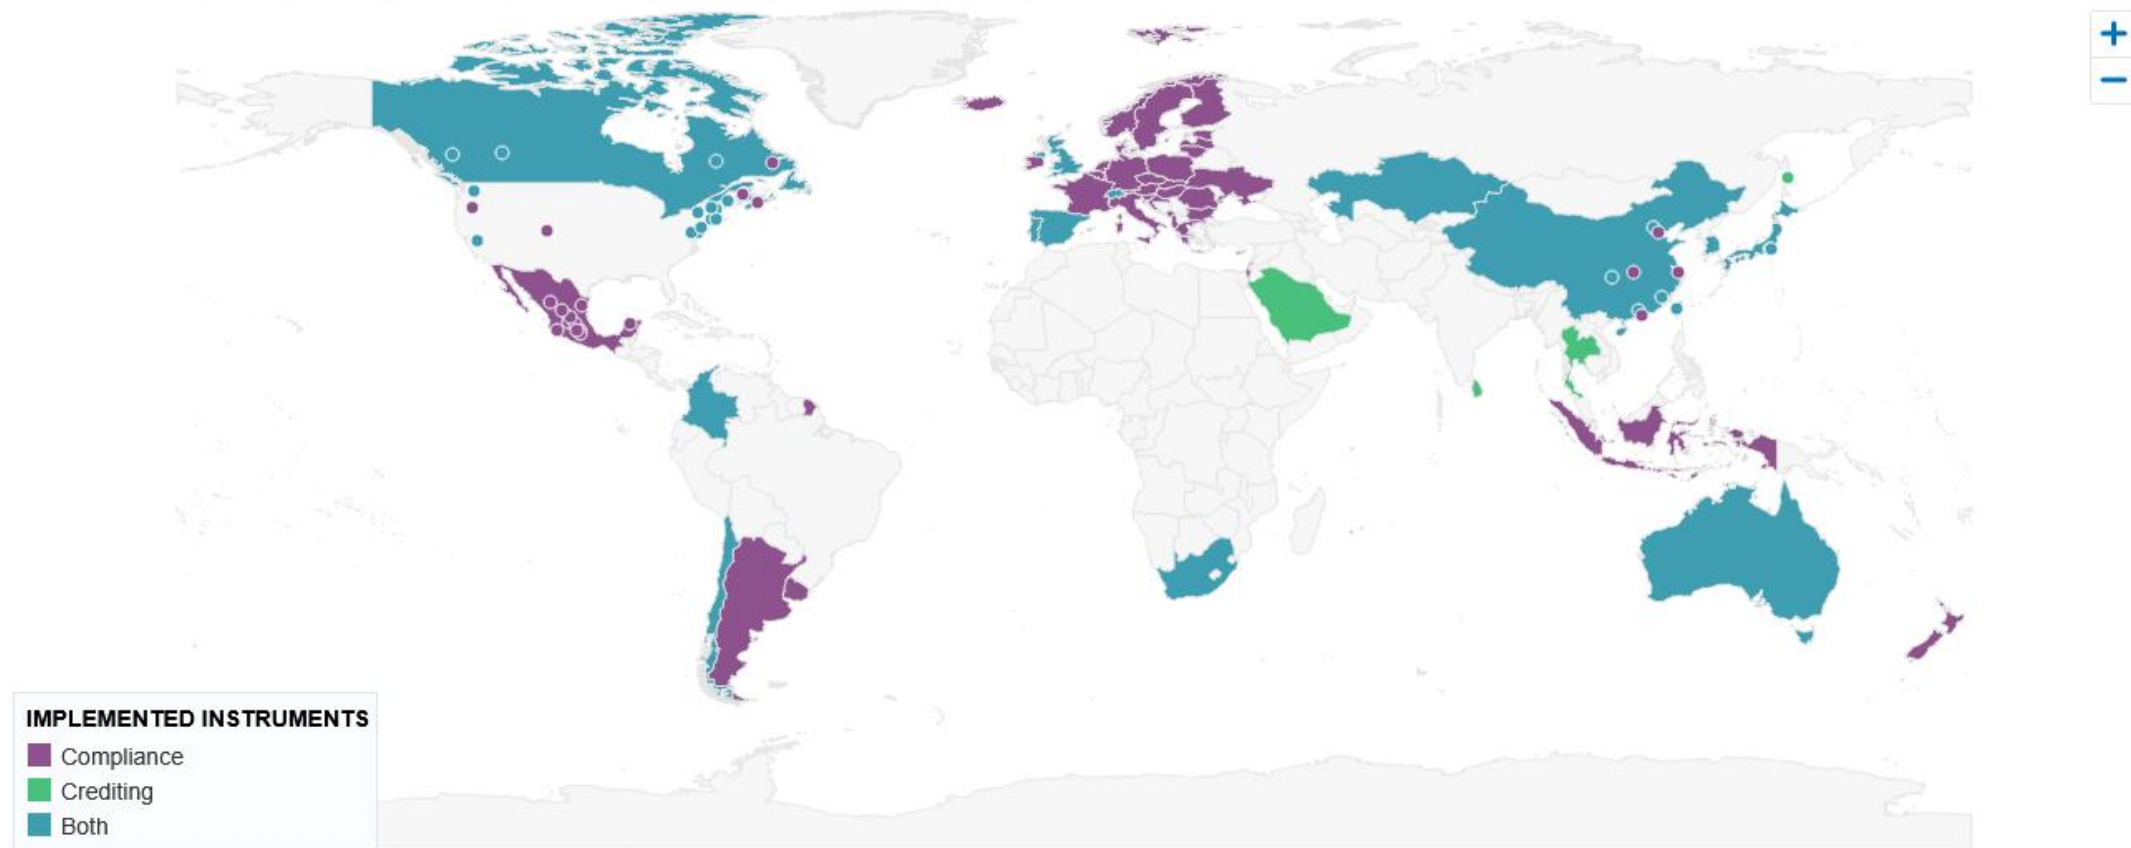 +
−
IMPLEMENTED INSTRUMENTS
Compliance
Crediting
Both